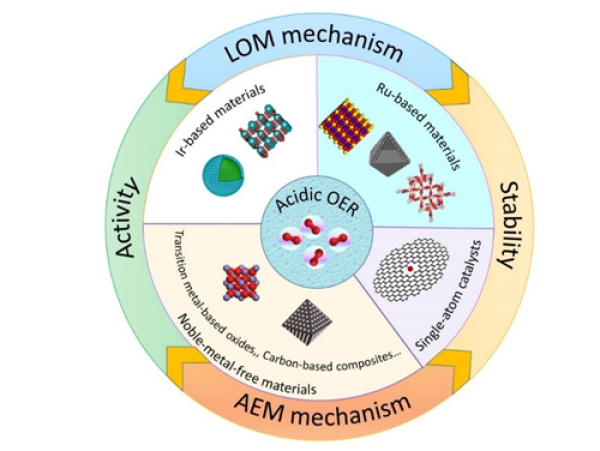 LOM mechanism
Ir-based materials
Ru-based materials
Activity
Acidic OER
Stability
Single-atom catalysts
Transition metal-based oxides,, Carbon-based composites...
Noble-metal-free materials
AEM mechanism